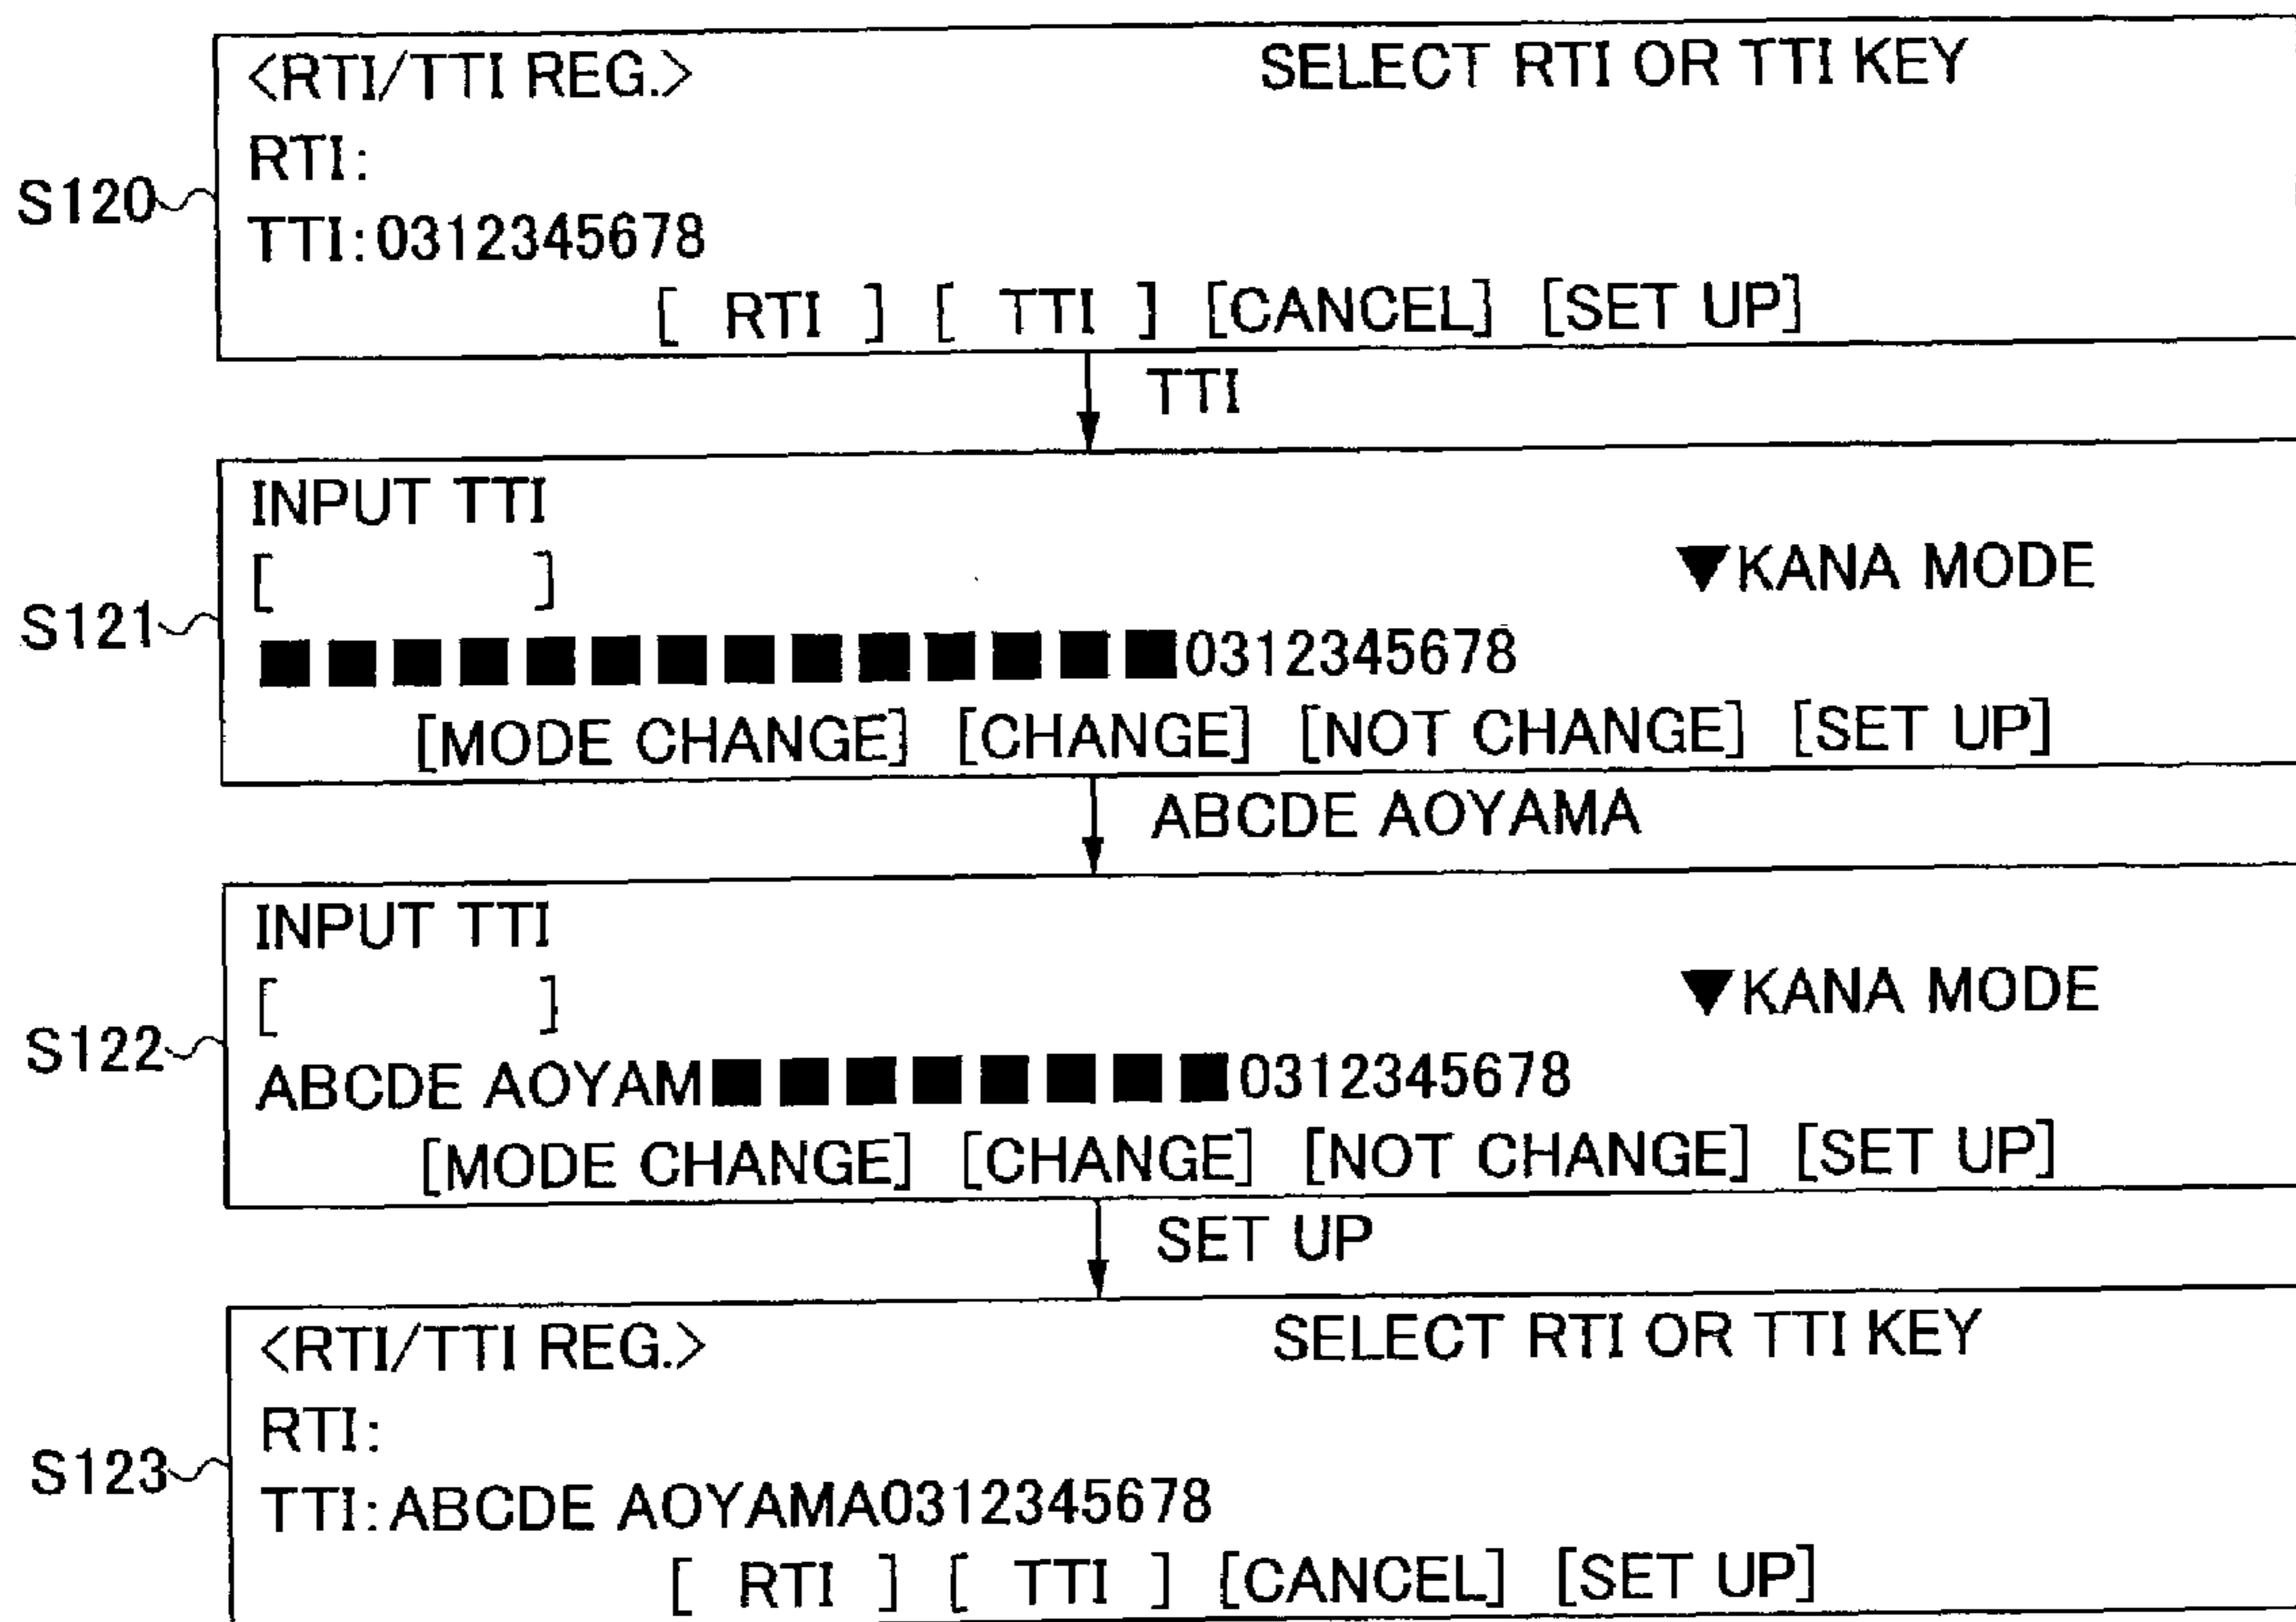 <RTI/TTI REG.> SELECT RTI OR TTI KEY
RTI:
S120
TTI:0312345678
[ RTI ] [ TTI ] [CANCEL] [SET UP]
TTI
INPUT TTI
[ ] ▼KANA MODE
S121
■■■■■■■■■■■■■■0312345678
[MODE CHANGE] [CHANGE] [NOT CHANGE] [SET UP]
ABCDE AOYAMA
INPUT TTI
[ ] ▼KANA MODE
S122
ABCDE AOYAM■■■■■■■■0312345678
[MODE CHANGE] [CHANGE] [NOT CHANGE] [SET UP]
SET UP
<RTI/TTI REG.> SELECT RTI OR TTI KEY
RTI:
S123
TTI:ABCDE AOYAMA0312345678
[ RTI ] [ TTI ] [CANCEL] [SET UP]